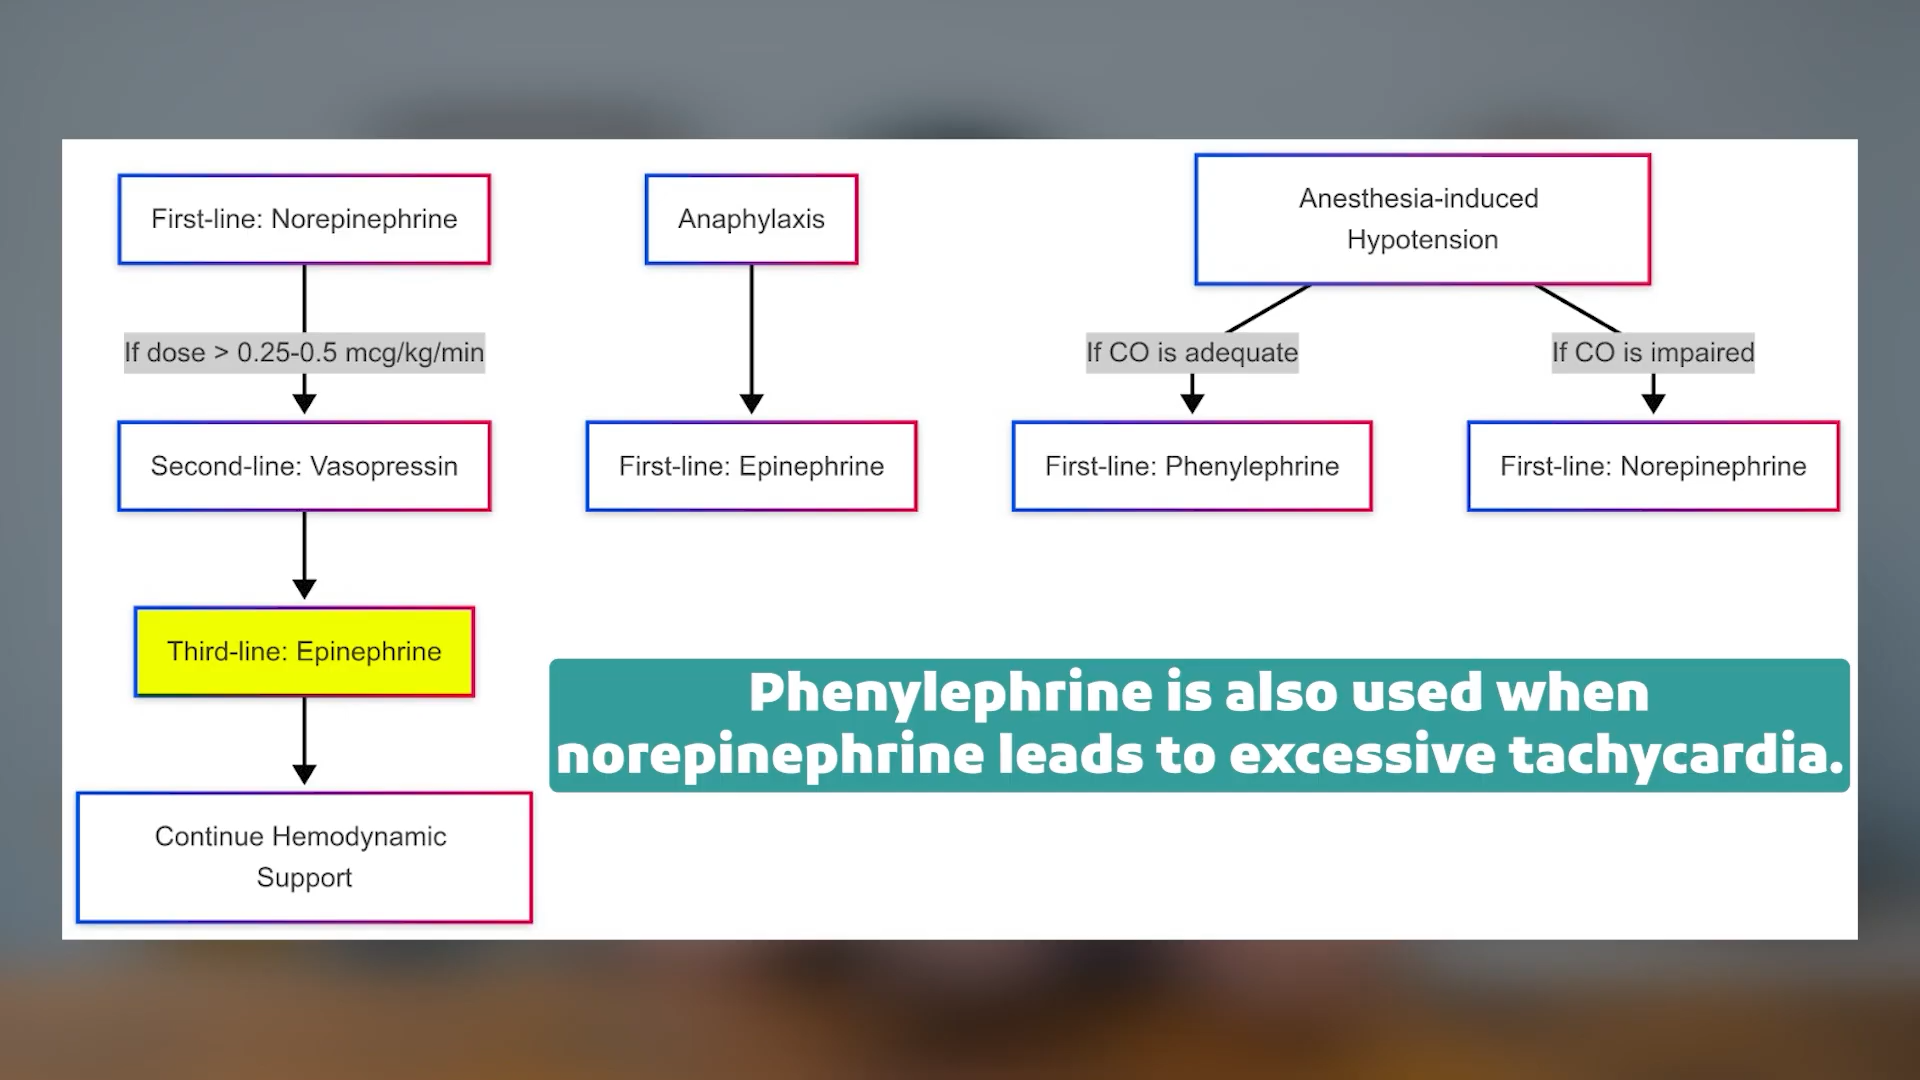 First-line: Norepinephrine
If dose > 0.25-0.5 mcg/kg/min
Second-line: Vasopressin
Third-line: Epinephrine
Continue Hemodynamic
Support
Anaphylaxis
First-line: Epinephrine
Anesthesia-induced
Hypotension
If CO is adequate
First-line: Phenylephrine
If CO is impaired
First-line: Norepinephrine
Phenylephrine is also used when
norepinephrine leads to excessive tachycardia.